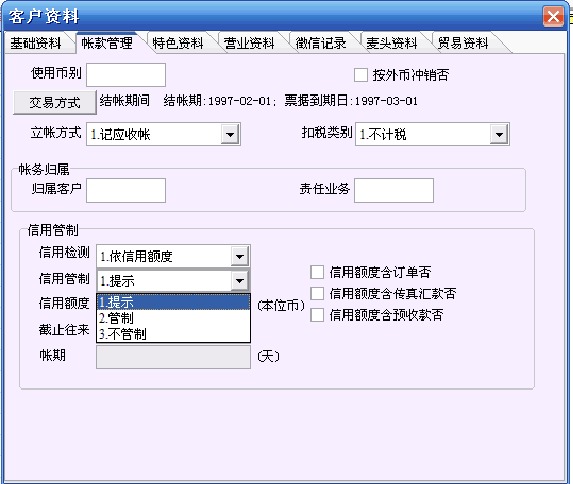 客户资料
基础资料 帐款管理 特色资料 营业资料 徵信记录 麦头资料 贸易资料
使用币别 按外币冲销否
交易方式 结帐期间 结帐期:1997-02-01; 票据到期日:1997-03-01
立帐方式 1.记应收帐 扣税类别 1.不计税
帐务归属
归属客户 责任业务
信用管制
信用检测 1.依信用额度
信用管制 1.提示 信用额度含订单否
信用额度 1.提示 (本位币) 信用额度含传真汇款否
2.管制 信用额度含预收款否
截止往来 3.不管制
帐期 (天)